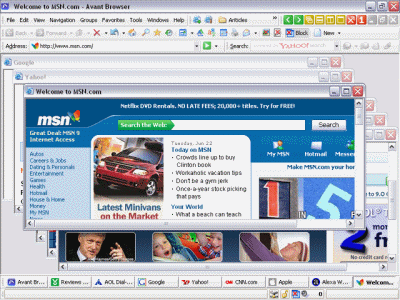 Welcome to MSN.com - Avant Browser
File Edit View Navigation Groups Favorites Tools Windows Help Articles
Back Forward Block New
Address: http://www.msn.com/ Search: Yahoo! Search
Google
Yahoo!
Welcome to MSN.com
Netflix DVD Rentals. NO LATE FEES; 20,000+ titles. Try for FREE!
msn
Search the Web: Search
Great Deal: MSN 9
Internet Access
Autos
Careers & Jobs
Dating & Personals
Entertainment
Games
Health
Hotmail
House & Home
Money
My MSN
Latest Minivans
on the Market
Tuesday, Jun 22
Today on MSN
• Crowds line up to buy
Clinton book
• Workaholic vacation tips
• Don't be a gym jerk
• Once-a-year stock picking
that pays
Your World
• What a beach can teach
My MSN Hotmail
Make MSN.com your hom
15
to 9.0
2
No credit card
Avant Br
Reviews
AOL Dial-
Google
Yahoo!
CNN.com
Apple
Alexa W
Welcom
0